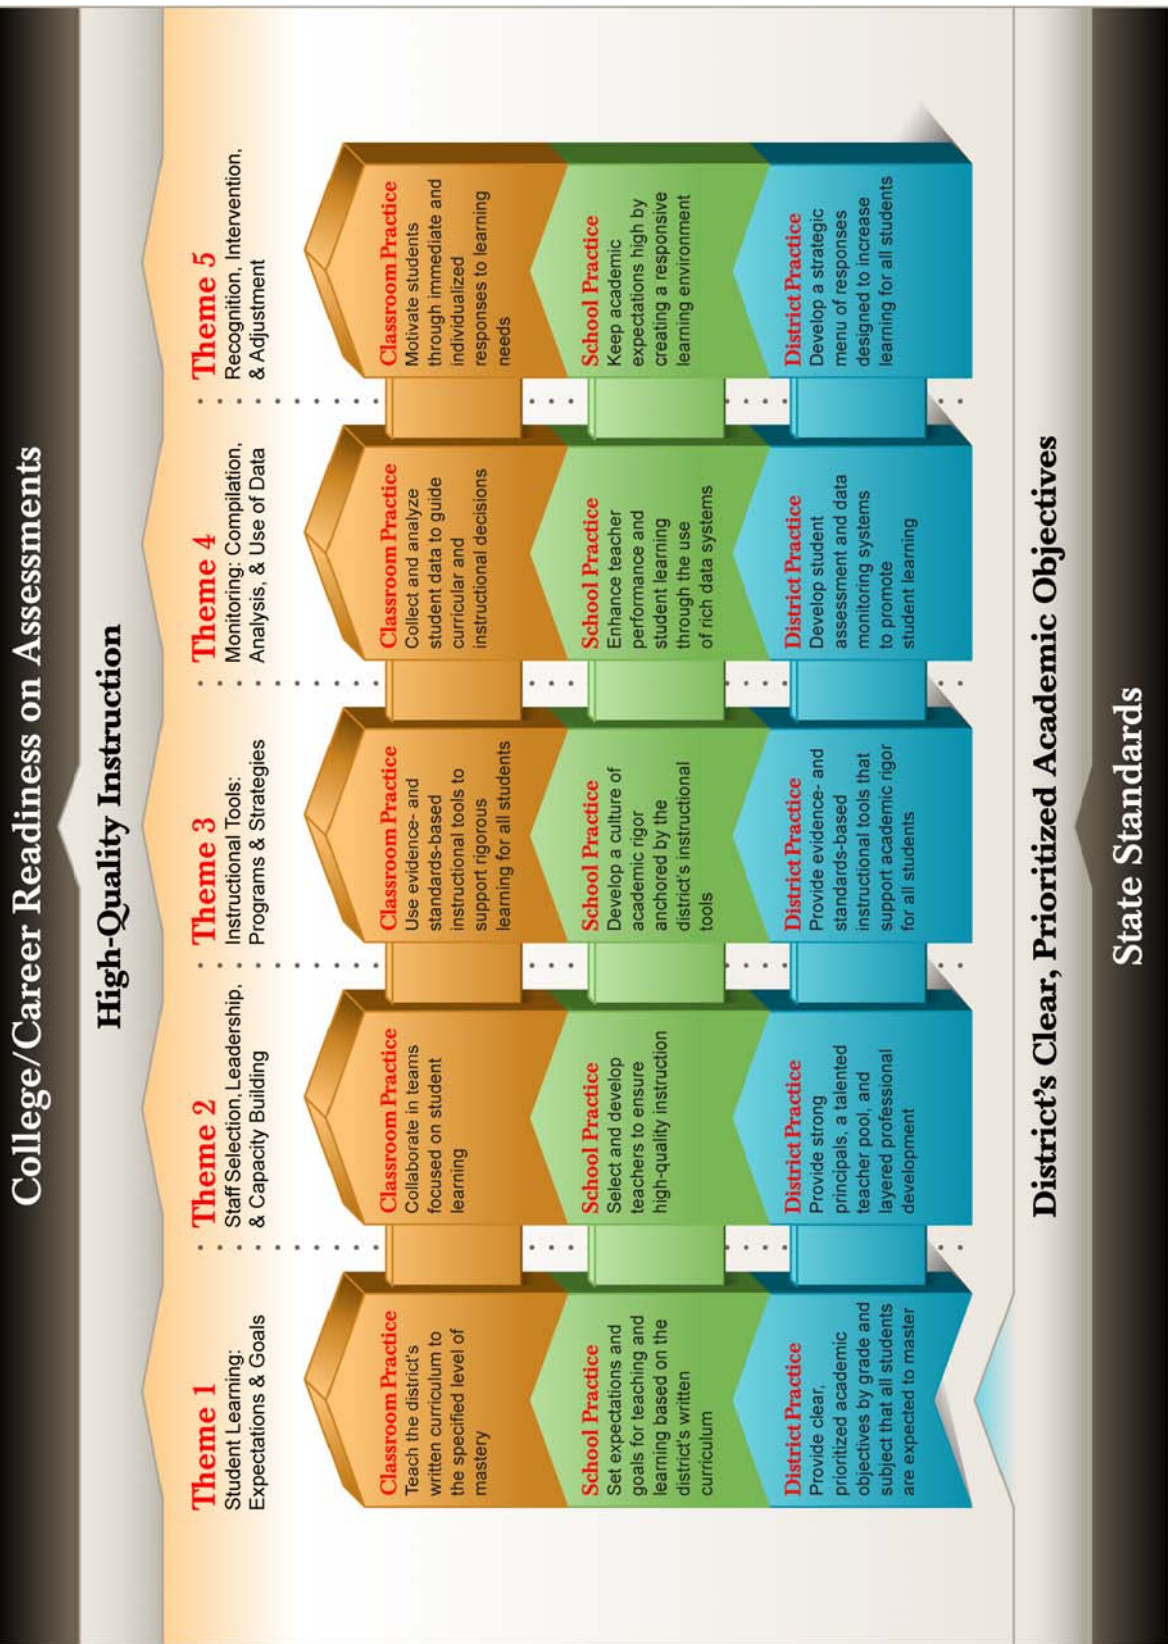 College/Career Readiness on Assessments
High-Quality Instruction
Theme 1
Student Learning:
Expectations & Goals
Theme 2
Staff Selection, Leadership,
& Capacity Building
Theme 3
Instructional Tools:
Programs & Strategies
Theme 4
Monitoring: Compilation,
Analysis, & Use of Data
Theme 5
Recognition, Intervention,
& Adjustment
Classroom Practice
Teach the district's
written curriculum to
the specified level of
mastery
Classroom Practice
Collaborate in teams
focused on student
learning
Classroom Practice
Use evidence- and
standards-based
instructional tools to
support rigorous
learning for all students
Classroom Practice
Collect and analyze
student data to guide
curricular and
instructional decisions
Classroom Practice
Motivate students
through immediate and
individualized
responses to learning
needs
School Practice
Set expectations and
goals for teaching and
learning based on the
district's written
curriculum
School Practice
Select and develop
teachers to ensure
high-quality instruction
School Practice
Develop a culture of
academic rigor
anchored by the
district's instructional
tools
School Practice
Enhance teacher
performance and
student learning
through the use
of rich data systems
School Practice
Keep academic
expectations high by
creating a responsive
learning environment
District Practice
Provide clear,
prioritized academic
objectives by grade and
subject that all students
are expected to master
District Practice
Provide strong
principals, a talented
teacher pool, and
layered professional
development
District Practice
Provide evidence- and
standards-based
instructional tools that
support academic rigor
for all students
District Practice
Develop student
assessment and data
monitoring systems
to promote
student learning
District Practice
Develop a strategic
menu of responses
designed to increase
learning for all students
District's Clear, Prioritized Academic Objectives
State Standards